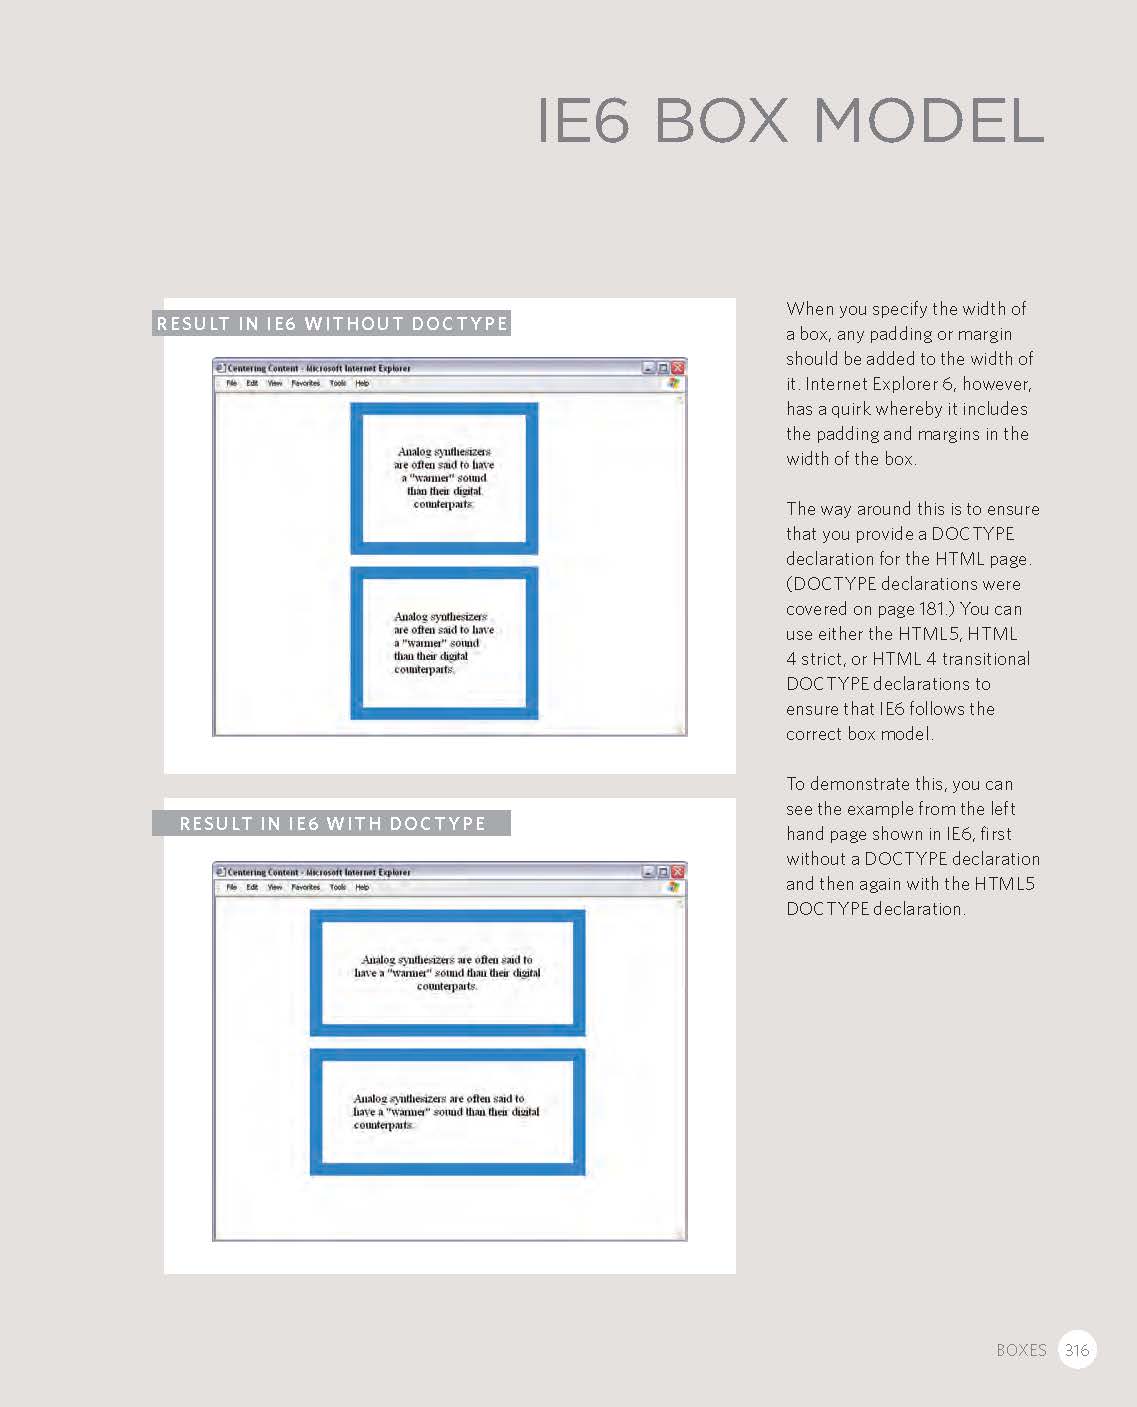 IE6 BOX MODEL
RESULT IN IE6 WITHOUT DOCTYPE
Centering Content - Microsoft Internet Explorer
File Edit View Favorites Tools Help
Analog synthesizers
are often said to have
a "warmer" sound
than their digital
counterparts.
Analog synthesizers
are often said to have
a "warmer" sound
than their digital
counterparts.
RESULT IN IE6 WITH DOCTYPE
Centering Content - Microsoft Internet Explorer
File Edit View Favorites Tools Help
Analog synthesizers are often said to
have a "warmer" sound than their digital
counterparts.
Analog synthesizers are often said to
have a "warmer" sound than their digital
counterparts.
When you specify the width of
a box, any padding or margin
should be added to the width of
it. Internet Explorer 6, however,
has a quirk whereby it includes
the padding and margins in the
width of the box.
The way around this is to ensure
that you provide a DOCTYPE
declaration for the HTML page.
(DOCTYPE declarations were
covered on page 181.) You can
use either the HTML5, HTML
4 strict, or HTML 4 transitional
DOCTYPE declarations to
ensure that IE6 follows the
correct box model.
To demonstrate this, you can
see the example from the left
hand page shown in IE6, first
without a DOCTYPE declaration
and then again with the HTML5
DOCTYPE declaration.
BOXES 316